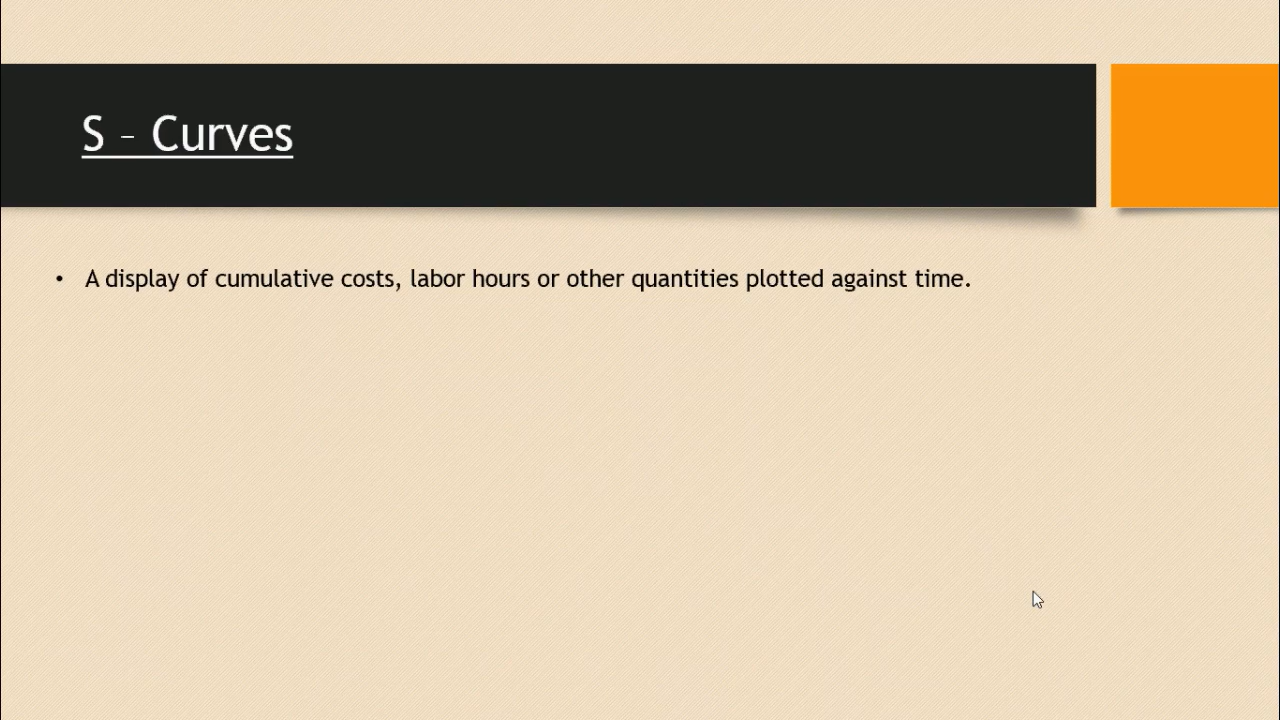 S – Curves
• A display of cumulative costs, labor hours or other quantities plotted against time.